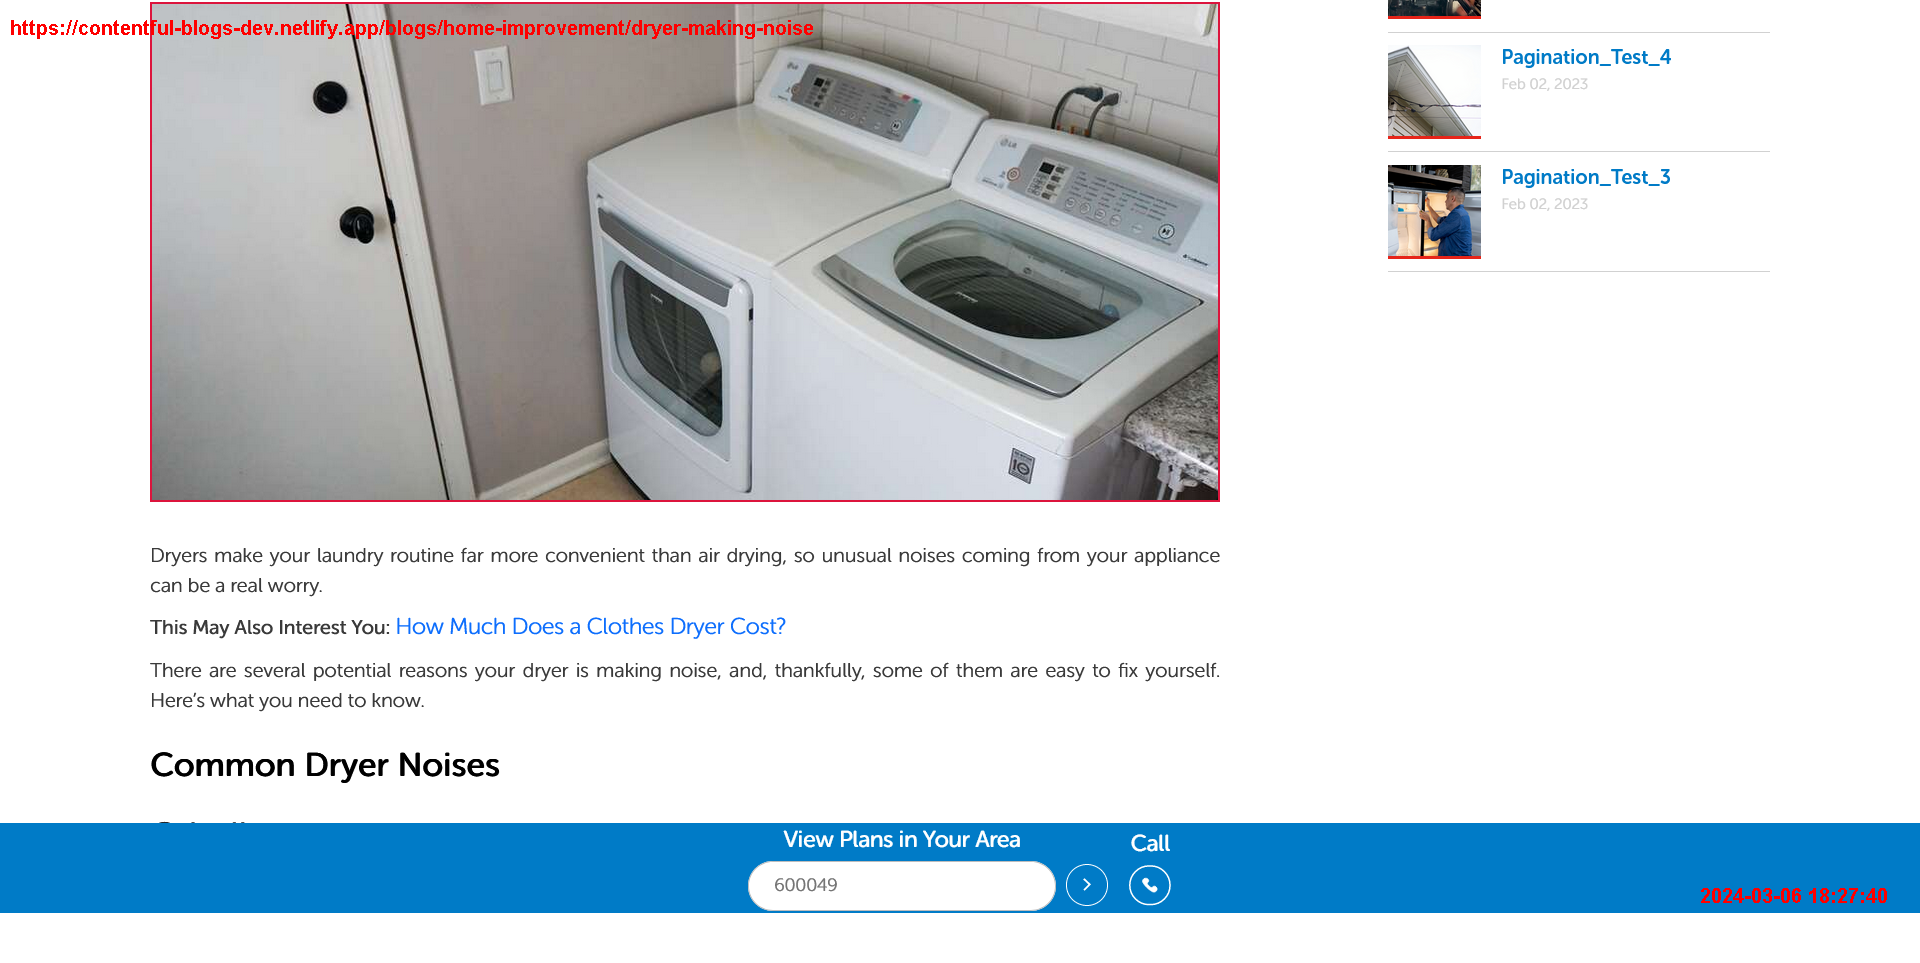 https://contentful-blogs-dev.netlify.app/blogs/home-improvement/dryer-making-noise
LG
LG
Pagination_Test_4
Feb 02, 2023
Pagination_Test_3
Feb 02, 2023
Dryers make your laundry routine far more convenient than air drying, so unusual noises coming from your appliance
can be a real worry.
This May Also Interest You: How Much Does a Clothes Dryer Cost?
There are several potential reasons your dryer is making noise, and, thankfully, some of them are easy to fix yourself.
Here's what you need to know.
Common Dryer Noises
View Plans in Your Area
Call
600049
2024-03-06 18:27:40